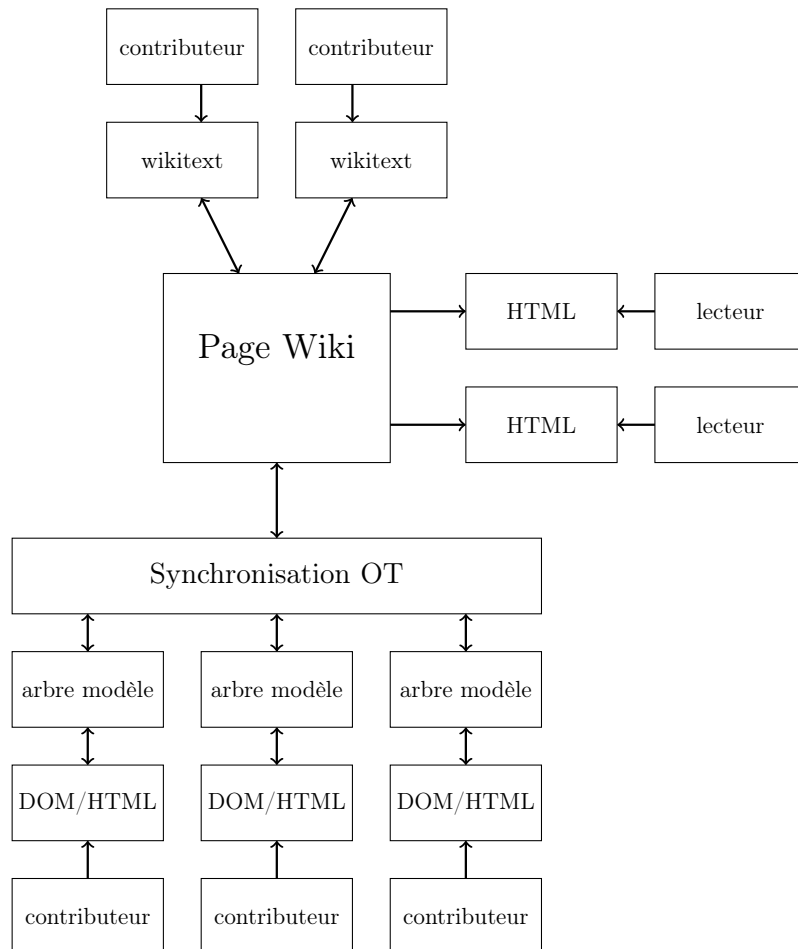 contributeur
contributeur
wikitext
wikitext
Page Wiki
HTML
lecteur
HTML
lecteur
Synchronisation OT
arbre modèle
arbre modèle
arbre modèle
DOM/HTML
DOM/HTML
DOM/HTML
contributeur
contributeur
contributeur